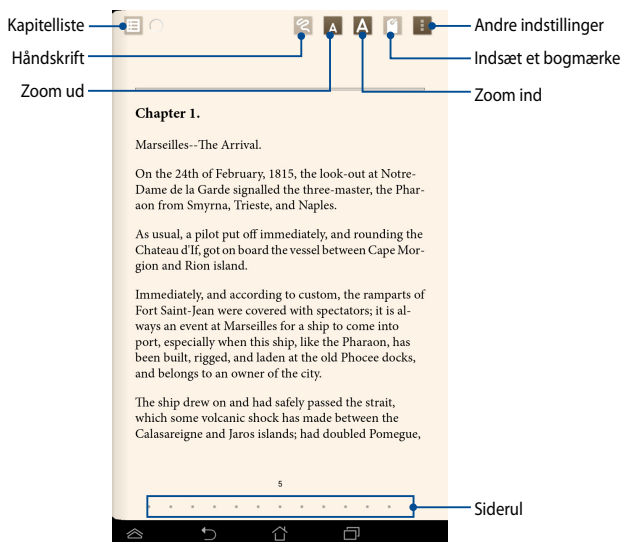 Kapitelliste
Håndskrift
Zoom ud
A
A
Andre indstillinger
Indsæt et bogmærke
Zoom ind
Chapter 1.
Marseilles--The Arrival.
On the 24th of February, 1815, the look-out at Notre-
Dame de la Garde signalled the three-master, the Phar-
aon from Smyrna, Trieste, and Naples.
As usual, a pilot put off immediately, and rounding the
Chateau d'If, got on board the vessel between Cape Mor-
gion and Rion island.
Immediately, and according to custom, the ramparts of
Fort Saint-Jean were covered with spectators; it is al-
ways an event at Marseilles for a ship to come into
port, especially when this ship, like the Pharaon, has
been built, rigged, and laden at the old Phocee docks,
and belongs to an owner of the city.
The ship drew on and had safely passed the strait,
which some volcanic shock has made between the
Calasareigne and Jaros islands; had doubled Pomegue,
5
Siderul